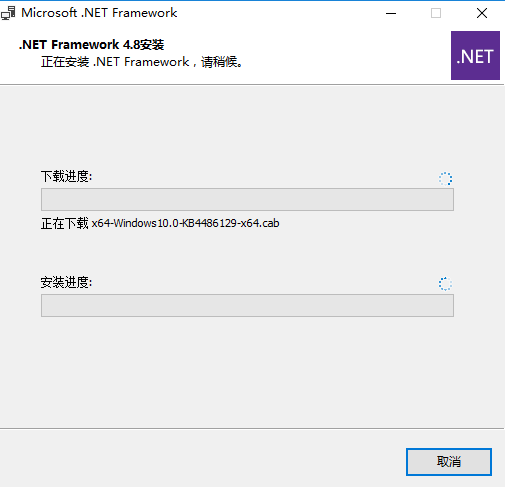 Microsoft .NET Framework
.NET Framework 4.8安装
正在安装 .NET Framework，请稍候。
.NET
下载进度:
正在下载 x64-Windows10.0-KB4486129-x64.cab
安装进度:
取消